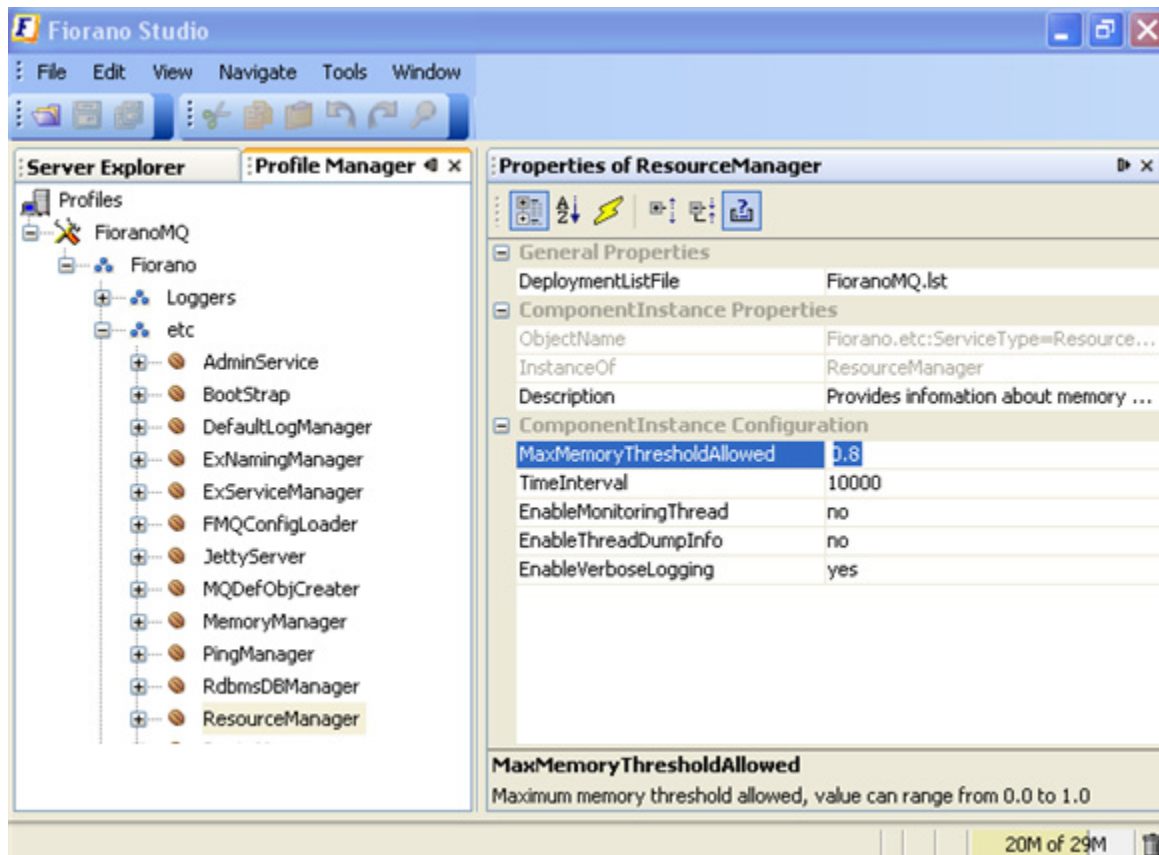 Fiorano Studio
File Edit View Navigate Tools Window
Server Explorer Profile Manager
Profiles
FioranoMQ
Fiorano
Loggers
etc
AdminService
BootStrap
DefaultLogManager
ExNamingManager
ExServiceManager
FMQConfigLoader
JettyServer
MQDefObjCreater
MemoryManager
PingManager
RdbmsDBManager
ResourceManager
Properties of ResourceManager
General Properties
DeploymentListFile FioranoMQ.lst
ComponentInstance Properties
ObjectName Fiorano.etc:ServiceType=Resource...
InstanceOf ResourceManager
Description Provides infomation about memory ...
ComponentInstance Configuration
MaxMemoryThresholdAllowed 0.8
TimeInterval 10000
EnableMonitoringThread no
EnableThreadDumpInfo no
EnableVerboseLogging yes
MaxMemoryThresholdAllowed
Maximum memory threshold allowed, value can range from 0.0 to 1.0
20M of 29M